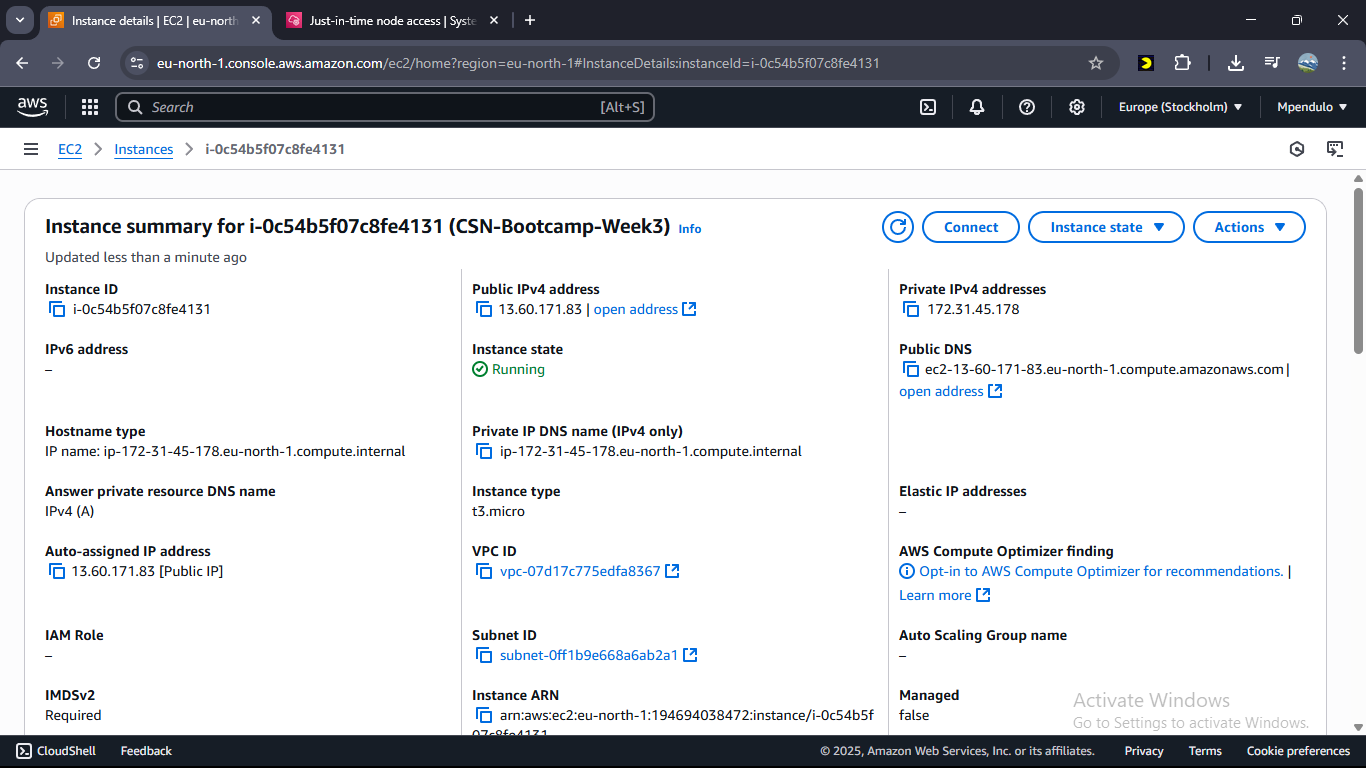 Instance details | EC2 | eu-north
Just-in-time node access | Syste
eu-north-1.console.aws.amazon.com/ec2/home?region=eu-north-1#InstanceDetails:instanceId=i-0c54b5f07c8fe4131
aws
Search
[Alt+S]
Europe (Stockholm)
Mpendulo
EC2
Instances
i-0c54b5f07c8fe4131
Instance summary for i-0c54b5f07c8fe4131 (CSN-Bootcamp-Week3) Info
Connect
Instance state
Actions
Updated less than a minute ago
Instance ID
i-0c54b5f07c8fe4131
Public IPv4 address
13.60.171.83 | open address
Private IPv4 addresses
172.31.45.178
IPv6 address
–
Instance state
Running
Public DNS
ec2-13-60-171-83.eu-north-1.compute.amazonaws.com |
open address
Hostname type
IP name: ip-172-31-45-178.eu-north-1.compute.internal
Private IP DNS name (IPv4 only)
ip-172-31-45-178.eu-north-1.compute.internal
Answer private resource DNS name
IPv4 (A)
Instance type
t3.micro
Elastic IP addresses
–
Auto-assigned IP address
13.60.171.83 [Public IP]
VPC ID
vpc-07d17c775edfa8367
AWS Compute Optimizer finding
Opt-in to AWS Compute Optimizer for recommendations. |
Learn more
IAM Role
–
Subnet ID
subnet-0ff1b9e668a6ab2a1
Auto Scaling Group name
–
IMDSv2
Required
Instance ARN
arn:aws:ec2:eu-north-1:194694038472:instance/i-0c54b5f
07c8fe4131
Managed
false
Activate Windows
Go to Settings to activate Windows.
CloudShell
Feedback
© 2025, Amazon Web Services, Inc. or its affiliates.
Privacy
Terms
Cookie preferences